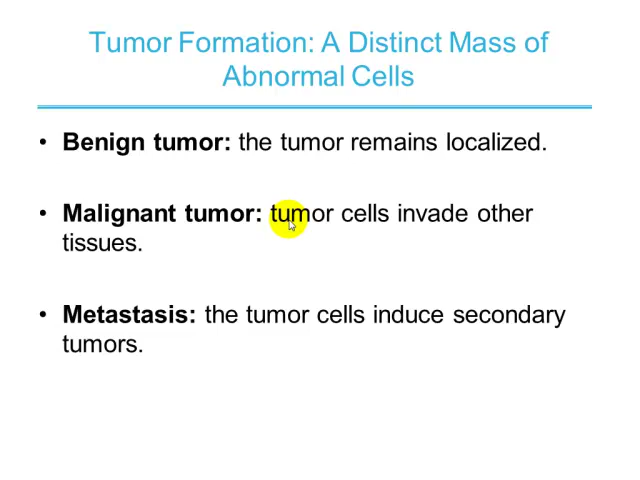 Tumor Formation: A Distinct Mass of
Abnormal Cells
• Benign tumor: the tumor remains localized.
• Malignant tumor: tumor cells invade other
tissues.
• Metastasis: the tumor cells induce secondary
tumors.